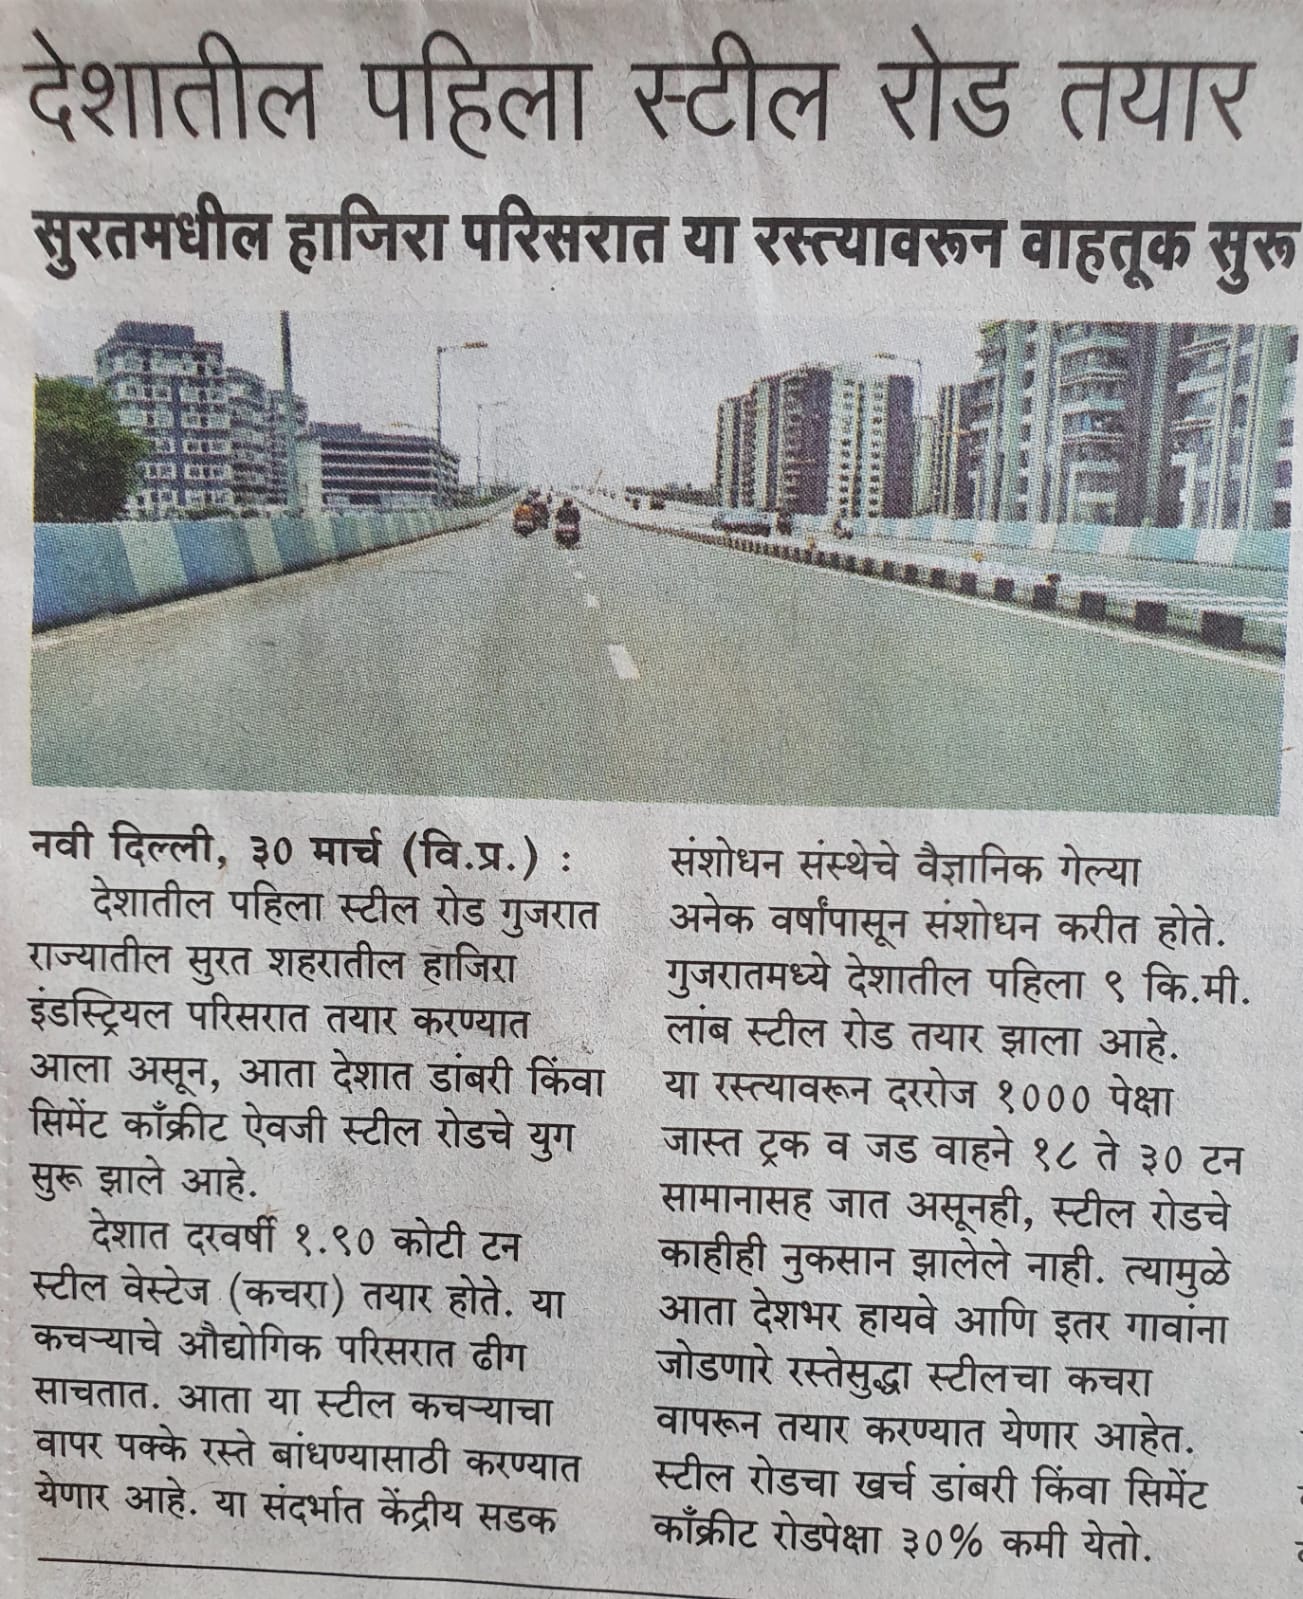 देशातील पहिला स्टील रोड तयार
सुरतमधील हाजिरा परिसरात या रस्त्यावरून वाहतूक सुरू
नवी दिल्ली, ३० मार्च (वि.प्र.) :
देशातील पहिला स्टील रोड गुजरात
राज्यातील सुरत शहरातील हाजिरा
इंडस्ट्रियल परिसरात तयार करण्यात
आला असून, आता देशात डांबरी किंवा
सिमेंट काँक्रीट ऐवजी स्टील रोडचे युग
सुरू झाले आहे.
देशात दरवर्षी १.९० कोटी टन
स्टील वेस्टेज (कचरा) तयार होते. या
कचऱ्याचे औद्योगिक परिसरात ढीग
साचतात. आता या स्टील कचऱ्याचा
वापर पक्के रस्ते बांधण्यासाठी करण्यात
येणार आहे. या संदर्भात केंद्रीय सडक
संशोधन संस्थेचे वैज्ञानिक गेल्या
अनेक वर्षांपासून संशोधन करीत होते.
गुजरातमध्ये देशातील पहिला ९ कि.मी.
लांब स्टील रोड तयार झाला आहे.
या रस्त्यावरून दररोज १००० पेक्षा
जास्त ट्रक व जड वाहने १८ ते ३० टन
सामानासह जात असूनही, स्टील रोडचे
काहीही नुकसान झालेले नाही. त्यामुळे
आता देशभर हायवे आणि इतर गावांना
जोडणारे रस्तेसुद्धा स्टीलचा कचरा
वापरून तयार करण्यात येणार आहेत.
स्टील रोडचा खर्च डांबरी किंवा सिमेंट
काँक्रीट रोडपेक्षा ३०% कमी येतो.